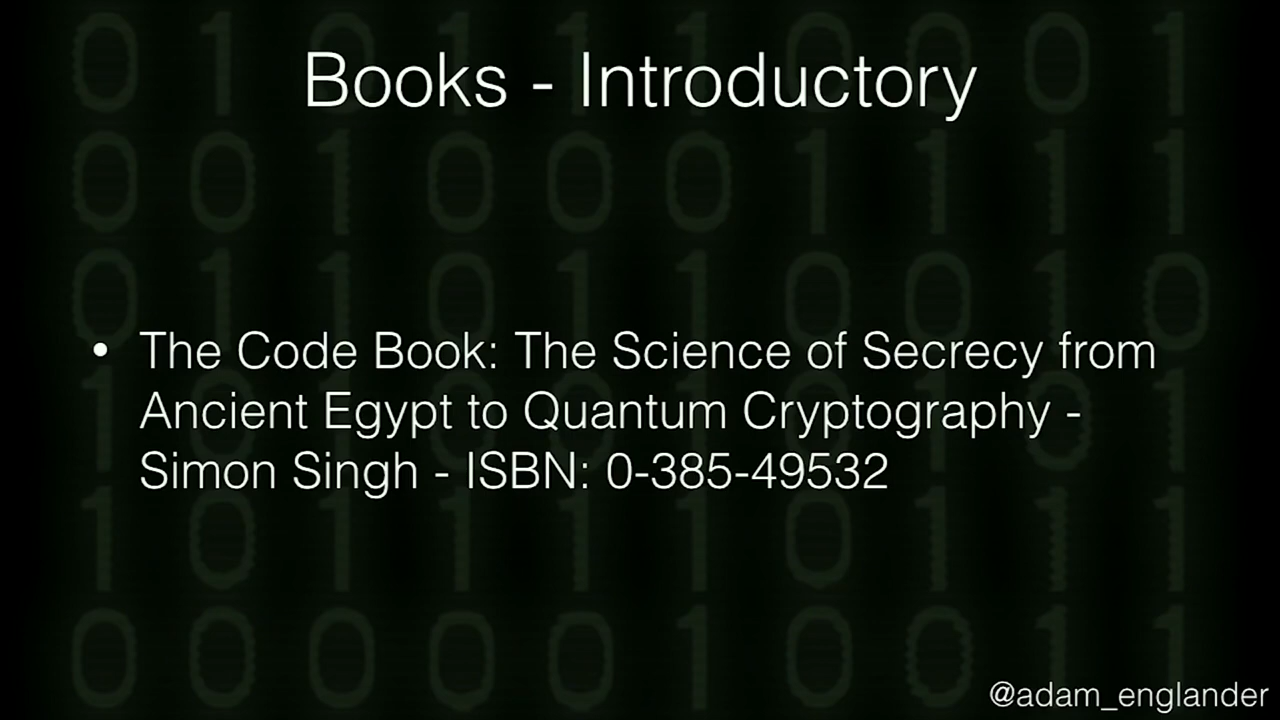 Books - Introductory
• The Code Book: The Science of Secrecy from
Ancient Egypt to Quantum Cryptography -
Simon Singh - ISBN: 0-385-49532
@adam_englander